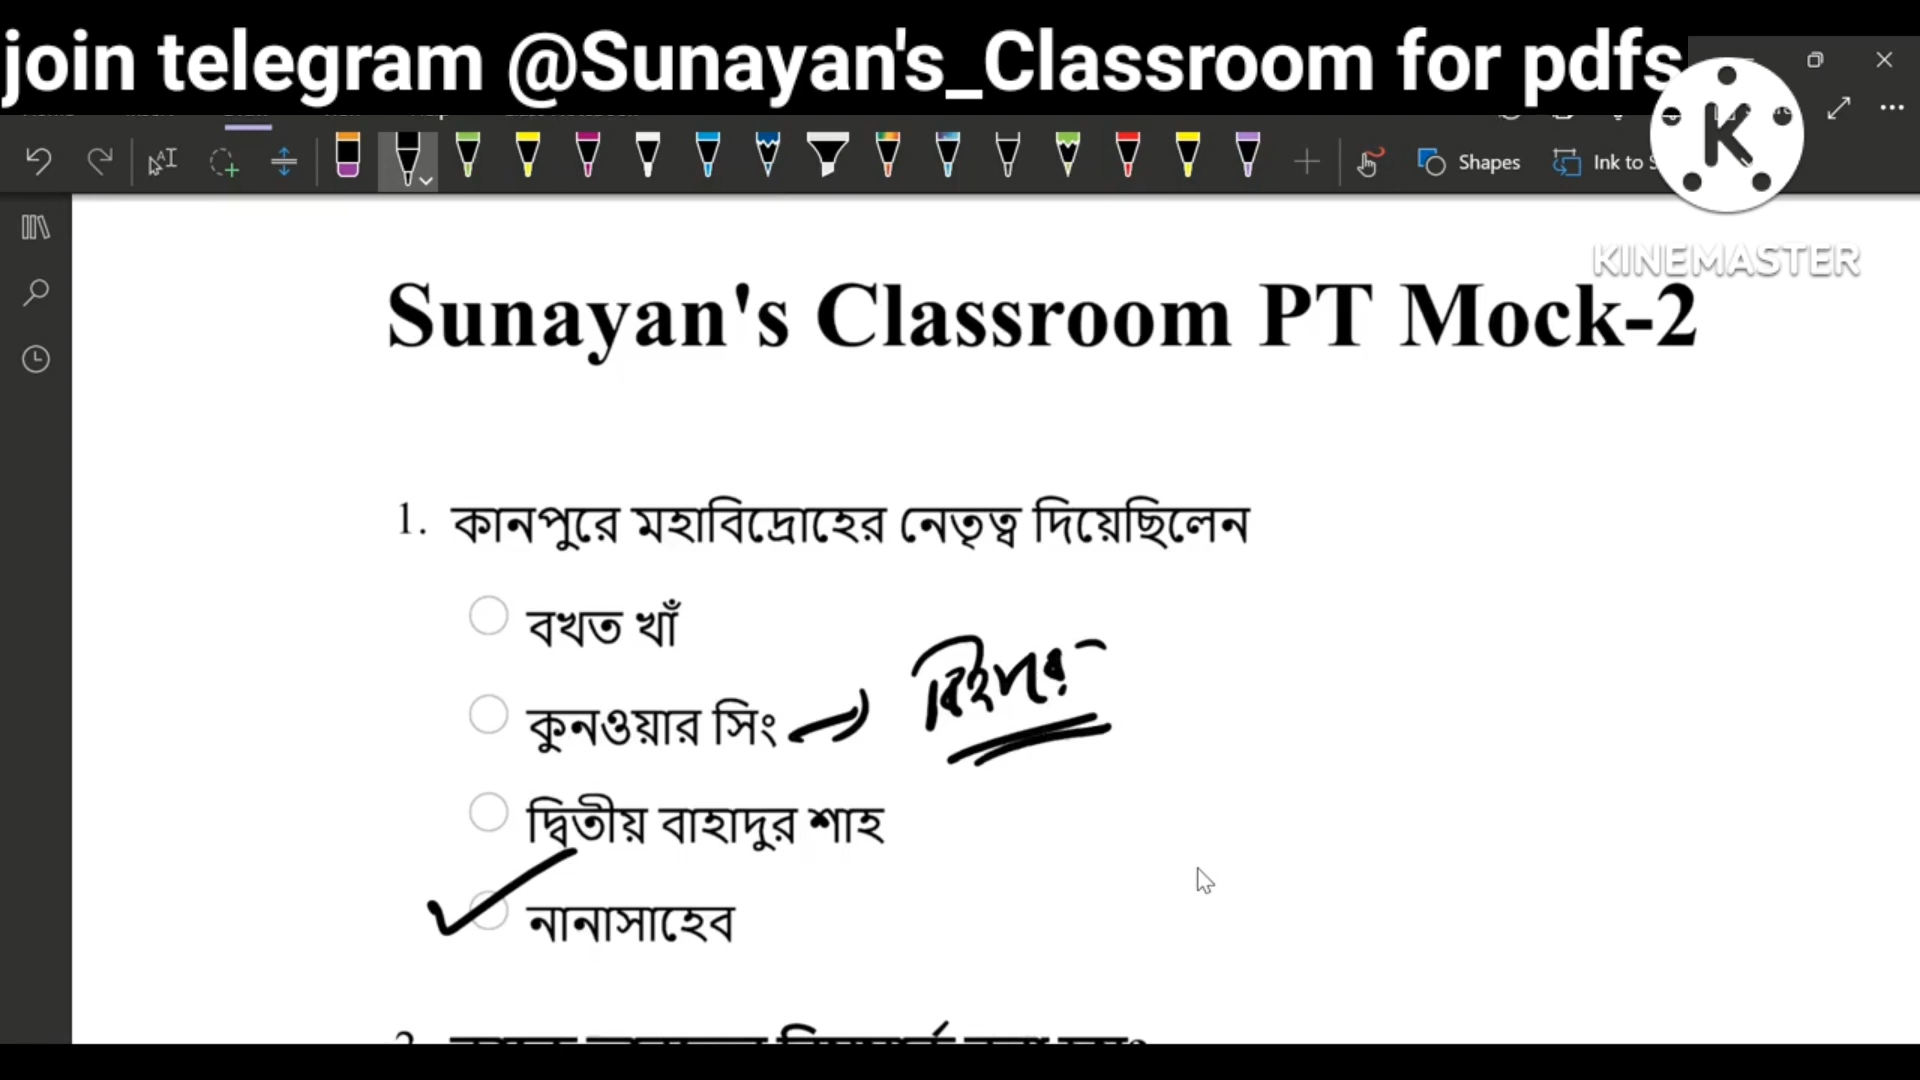 join telegram @Sunayan's_Classroom for pdfs
Shapes
Ink to S
KINEMASTER
Sunayan's Classroom PT Mock-2
1. কানপুরে মহাবিদ্রোহের নেতৃত্ব দিয়েছিলেন
বখত খাঁ
কুনওয়ার সিং
দ্বিতীয় বাহাদুর শাহ
নানাসাহেব